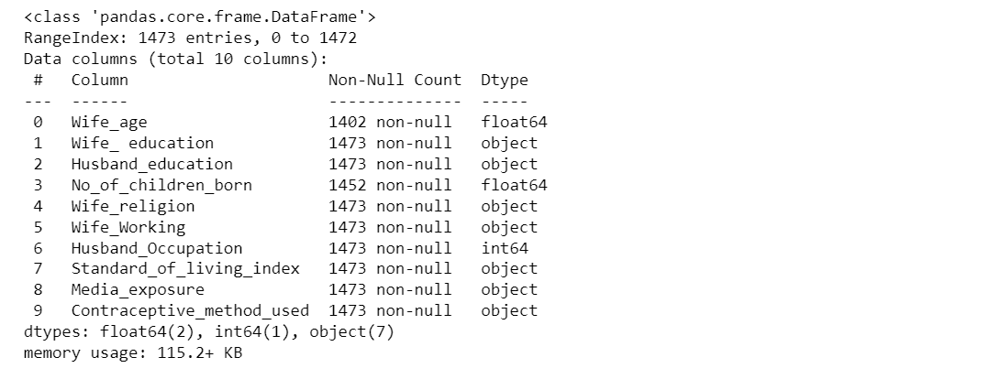 <class 'pandas.core.frame.DataFrame'>
RangeIndex: 1473 entries, 0 to 1472
Data columns (total 10 columns):
 #   Column                     Non-Null Count  Dtype
---  ------                     --------------  -----
 0   Wife_age                   1402 non-null   float64
 1   Wife_ education            1473 non-null   object
 2   Husband_education          1473 non-null   object
 3   No_of_children_born        1452 non-null   float64
 4   Wife_religion              1473 non-null   object
 5   Wife_Working               1473 non-null   object
 6   Husband_Occupation         1473 non-null   int64
 7   Standard_of_living_index   1473 non-null   object
 8   Media_exposure             1473 non-null   object
 9   Contraceptive_method_used  1473 non-null   object
dtypes: float64(2), int64(1), object(7)
memory usage: 115.2+ KB